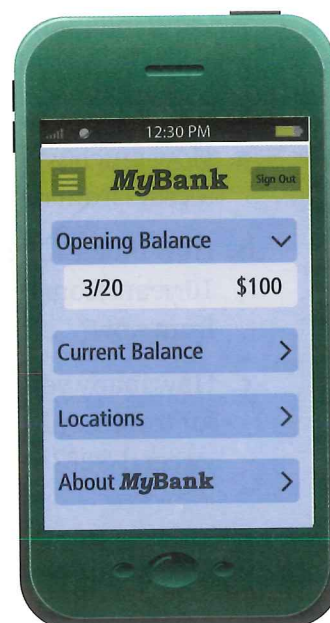 12:30 PM
MyBank
Sign Out
Opening Balance
3/20 $100
Current Balance
Locations
About MyBank